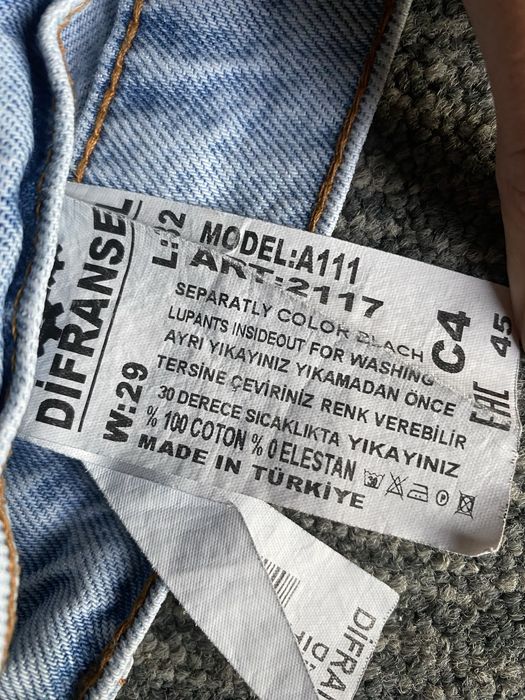 DİFRANSEL
W:29
L:32
MODEL:A111
ART:2117
SEPARATLY COLOR BLACH
LUPANTS INSIDEOUT FOR WASHING
AYRI YIKAYINIZ YIKAMADAN ÖNCE
TERSİNE ÇEVİRİNİZ RENK VEREBİLİR
30 DERECE SICAKLIKTA YIKAYINIZ
% 100 COTON % 0 ELESTAN
MADE IN TÜRKİYE
C4
EAC 45
DİFRA
DİF